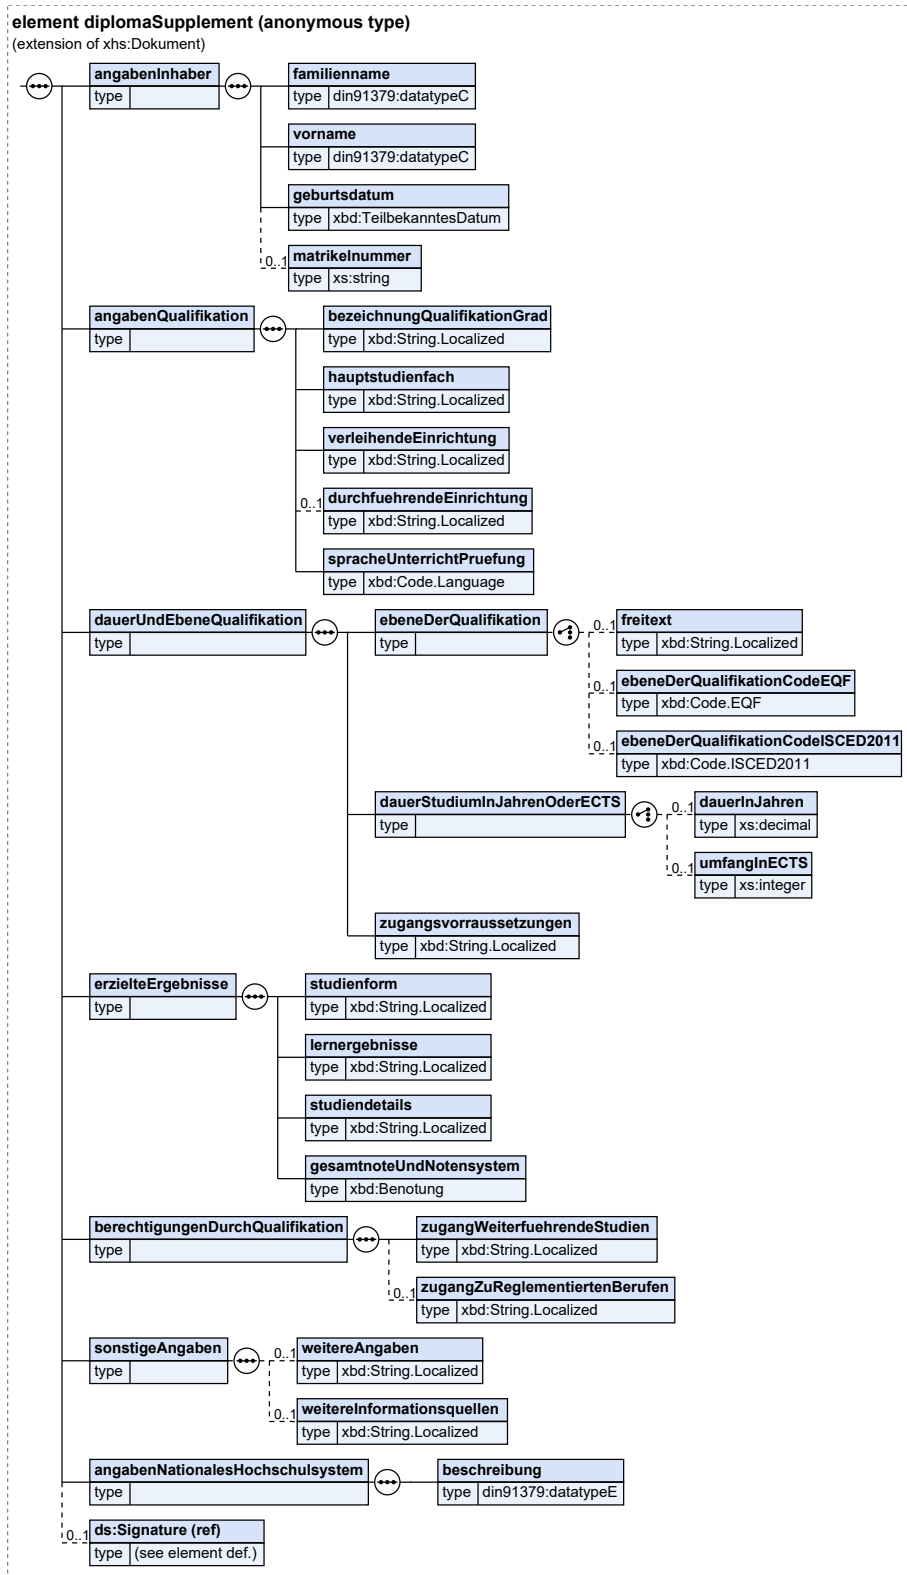 element diplomaSupplement (anonymous type)
(extension of xhs:Dokument)
angabenInhaber
type
familienname
type din91379:datatypeC
vorname
type din91379:datatypeC
geburtsdatum
type xbd:TeilbekanntesDatum
0..1
matrikelnummer
type xs:string
angabenQualifikation
type
bezeichnungQualifikationGrad
type xbd:String.Localized
hauptstudienfach
type xbd:String.Localized
verleihendeEinrichtung
type xbd:String.Localized
0..1
durchfuehrendeEinrichtung
type xbd:String.Localized
spracheUnterrichtPruefung
type xbd:Code.Language
dauerUndEbeneQualifikation
type
ebeneDerQualifikation
type
0..1
freitext
type xbd:String.Localized
0..1
ebeneDerQualifikationCodeEQF
type xbd:Code.EQF
0..1
ebeneDerQualifikationCodeISCED2011
type xbd:Code.ISCED2011
dauerStudiumInJahrenOderECTS
type
0..1
dauerInJahren
type xs:decimal
0..1
umfangInECTS
type xs:integer
zugangsvorraussetzungen
type xbd:String.Localized
erzielteErgebnisse
type
studienform
type xbd:String.Localized
lernergebnisse
type xbd:String.Localized
studiendetails
type xbd:String.Localized
gesamtnoteUndNotensystem
type xbd:Benotung
berechtigungenDurchQualifikation
type
zugangWeiterfuehrendeStudien
type xbd:String.Localized
0..1
zugangZuReglementiertenBerufen
type xbd:String.Localized
sonstigeAngaben
type
0..1
weitereAngaben
type xbd:String.Localized
0..1
weitereInformationsquellen
type xbd:String.Localized
angabenNationalesHochschulsystem
type
beschreibung
type din91379:datatypeE
0..1
ds:Signature (ref)
type (see element def.)